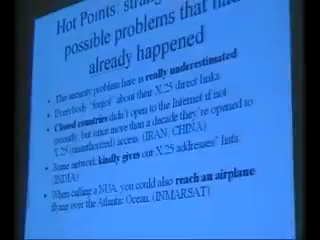 Hot Points:
possible problems that had
already happened
• The security problem here is really underestimated
• Everybody "forgot" about their X.25 direct links
• Closed countries didn't open to the Internet if not
recently, but since more than a decade they're opened to
X.25 (unauthorized) access. (IRAN, CHINA)
• Some network kindly gives out X.25 addresses' lists
(INDIA)
• When calling a NUA, you could also reach an airplane
flying over the Atlantic Ocean. (INMARSAT)